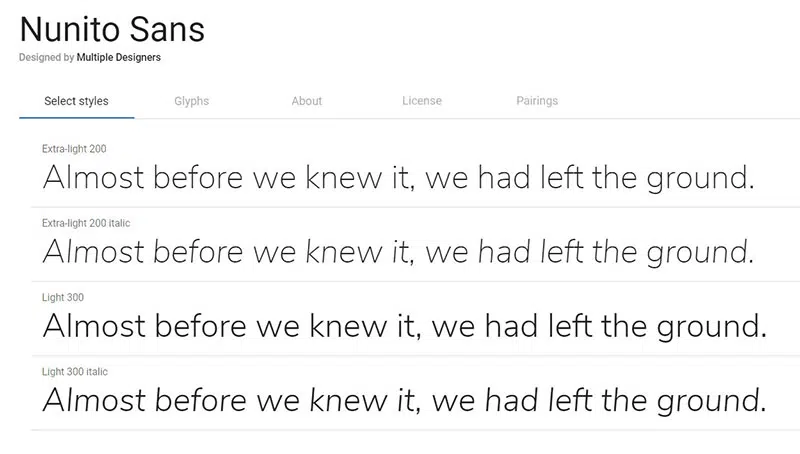 Nunito Sans
Designed by Multiple Designers
Select styles Glyphs About License Pairings
Extra-light 200
Almost before we knew it, we had left the ground.
Extra-light 200 italic
Almost before we knew it, we had left the ground.
Light 300
Almost before we knew it, we had left the ground.
Light 300 italic
Almost before we knew it, we had left the ground.